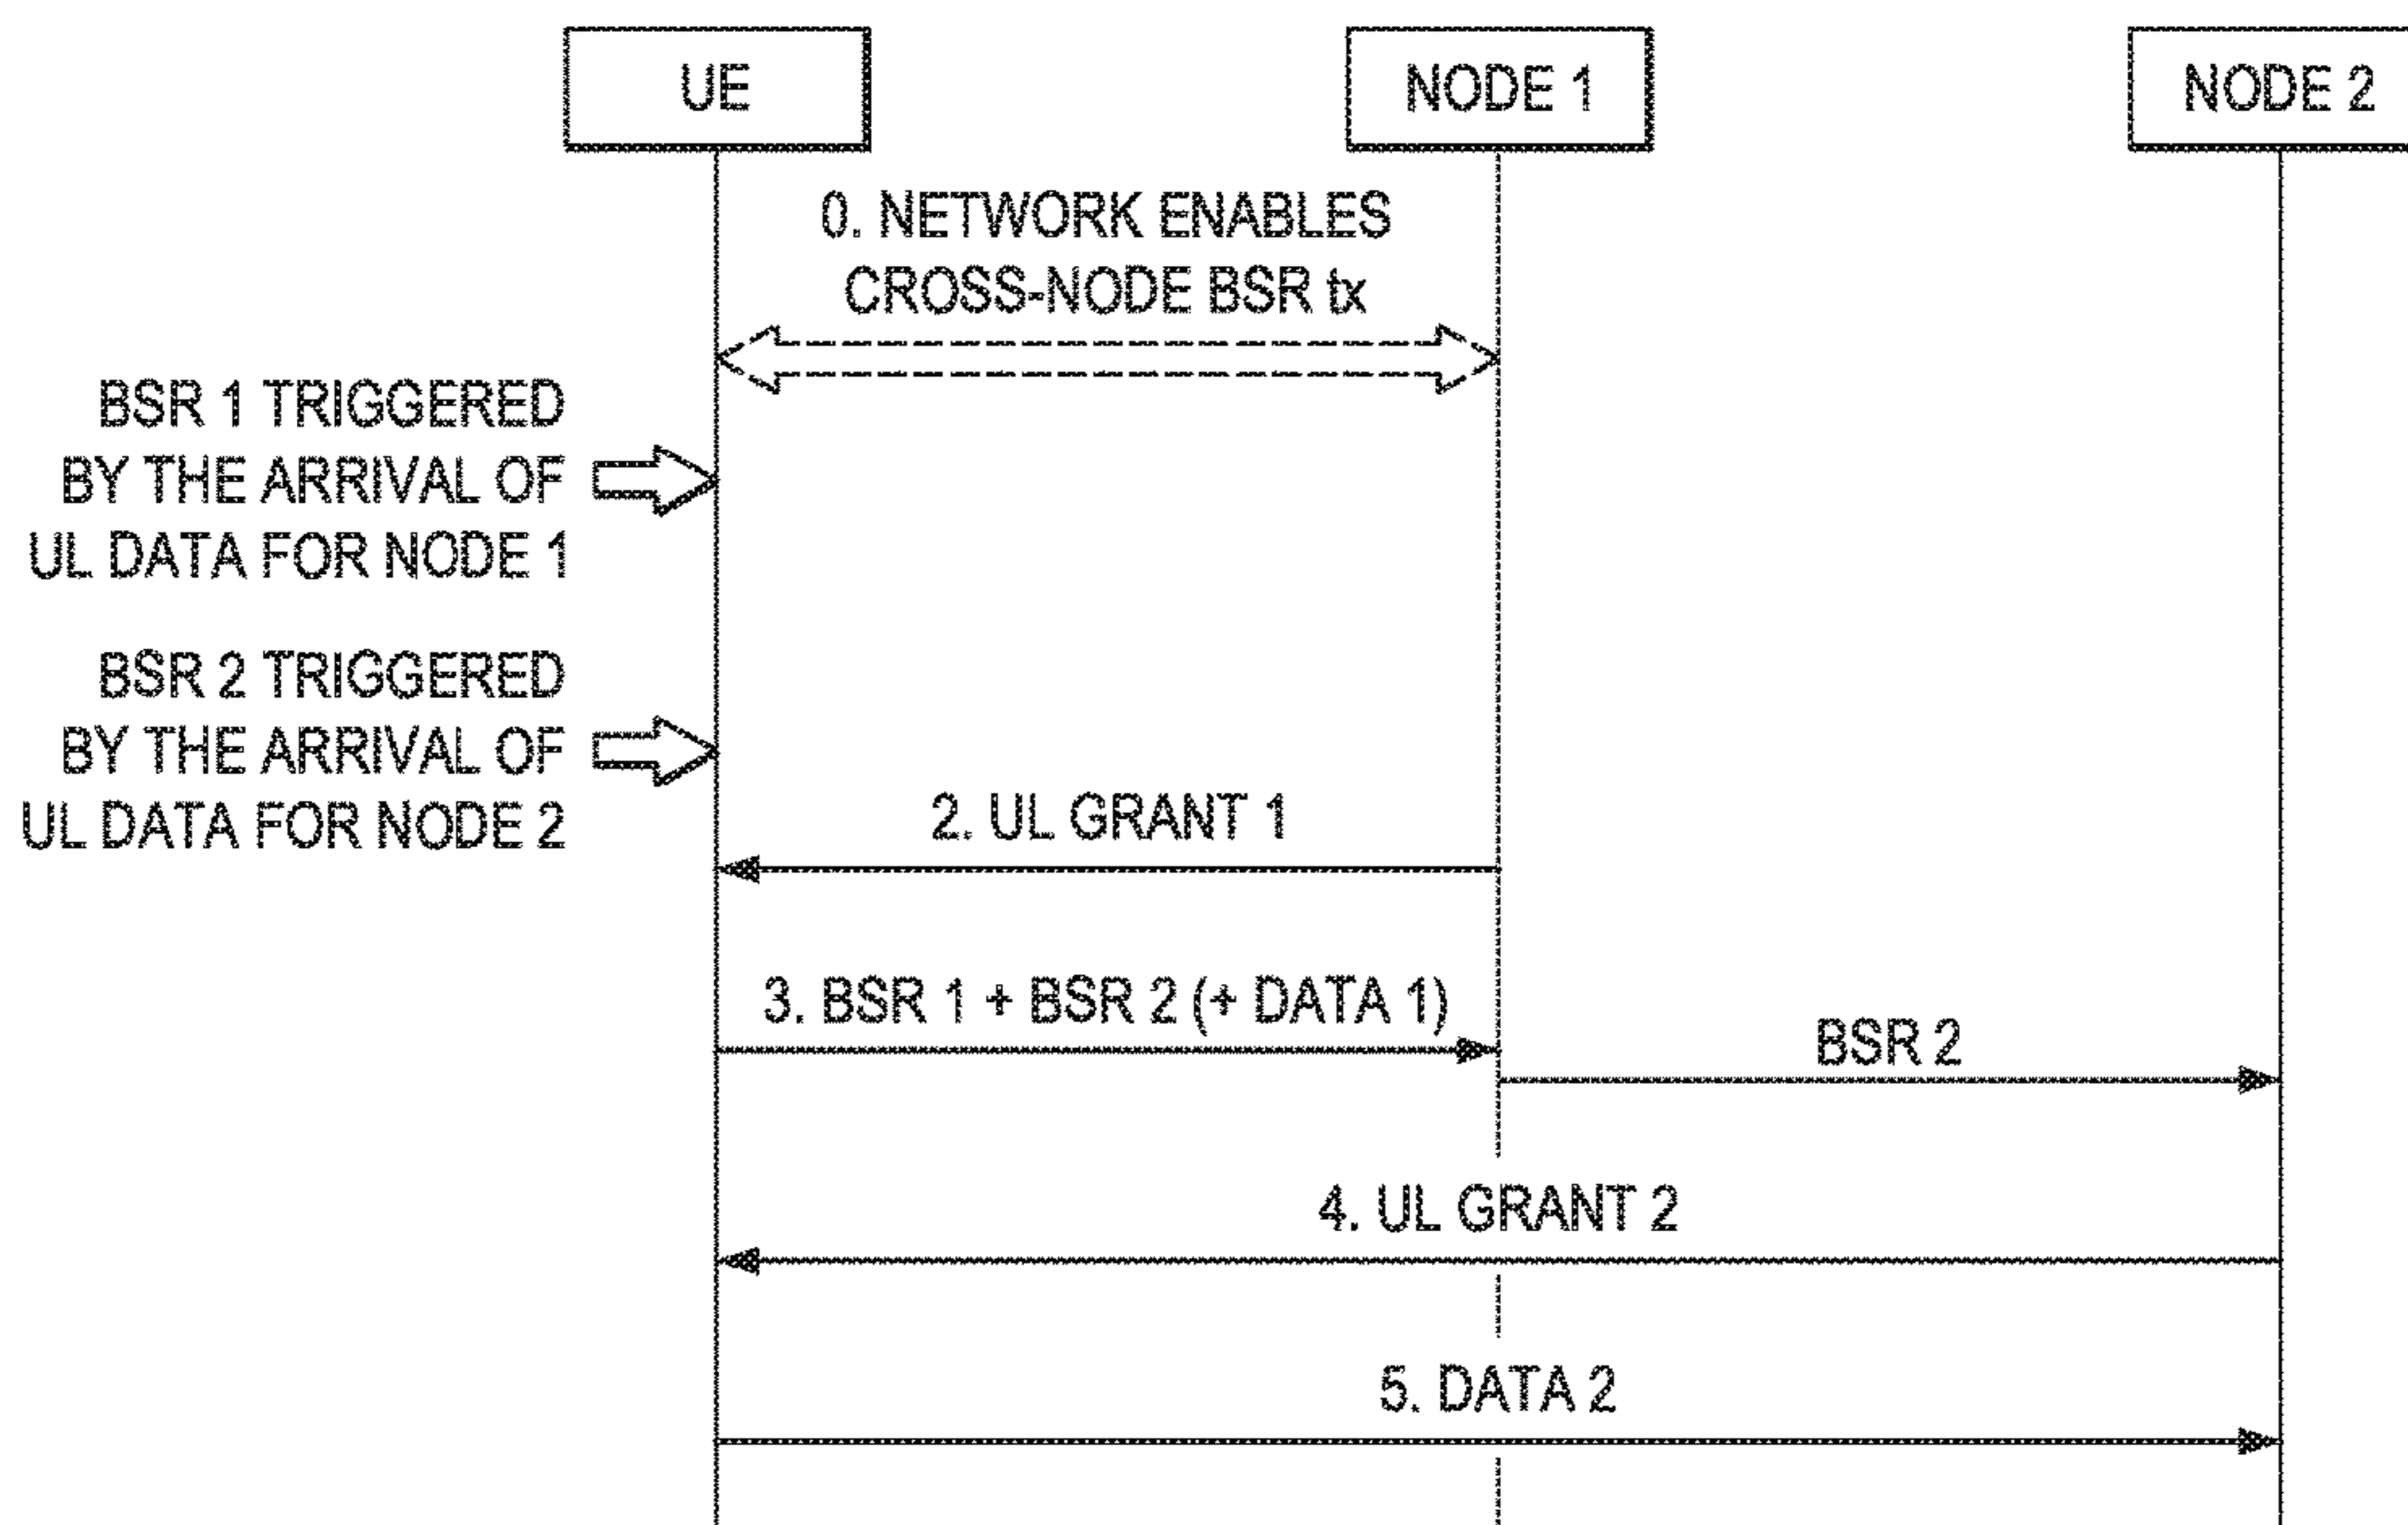 UE
NODE 1
NODE 2
0. NETWORK ENABLES
CROSS-NODE BSR tx
BSR 1 TRIGGERED
BY THE ARRIVAL OF
UL DATA FOR NODE 1
BSR 2 TRIGGERED
BY THE ARRIVAL OF
UL DATA FOR NODE 2
2. UL GRANT 1
3. BSR 1 + BSR 2 (+ DATA 1)
BSR 2
4. UL GRANT 2
5. DATA 2